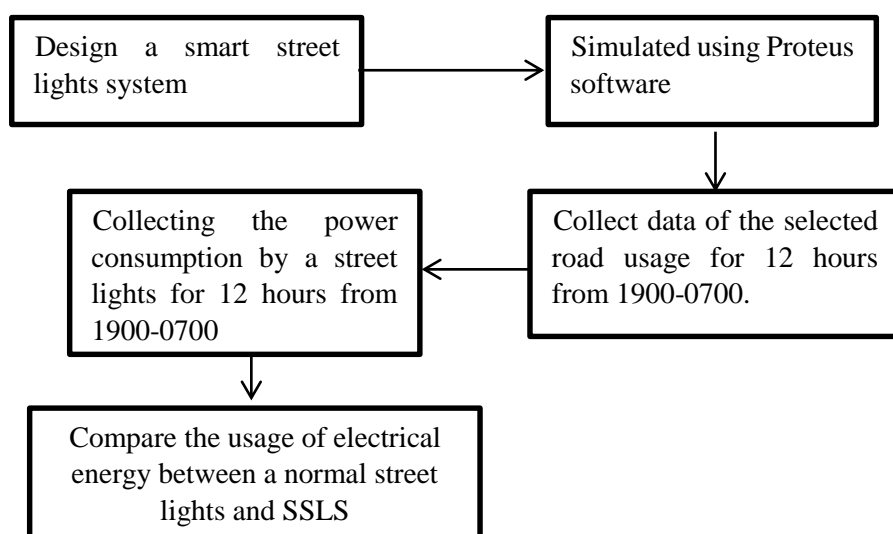 Design a smart street
lights system
Simulated using Proteus
software
Collect data of the selected
road usage for 12 hours
from 1900-0700.
Collecting the power
consumption by a street
lights for 12 hours from
1900-0700
Compare the usage of electrical
energy between a normal street
lights and SSLS